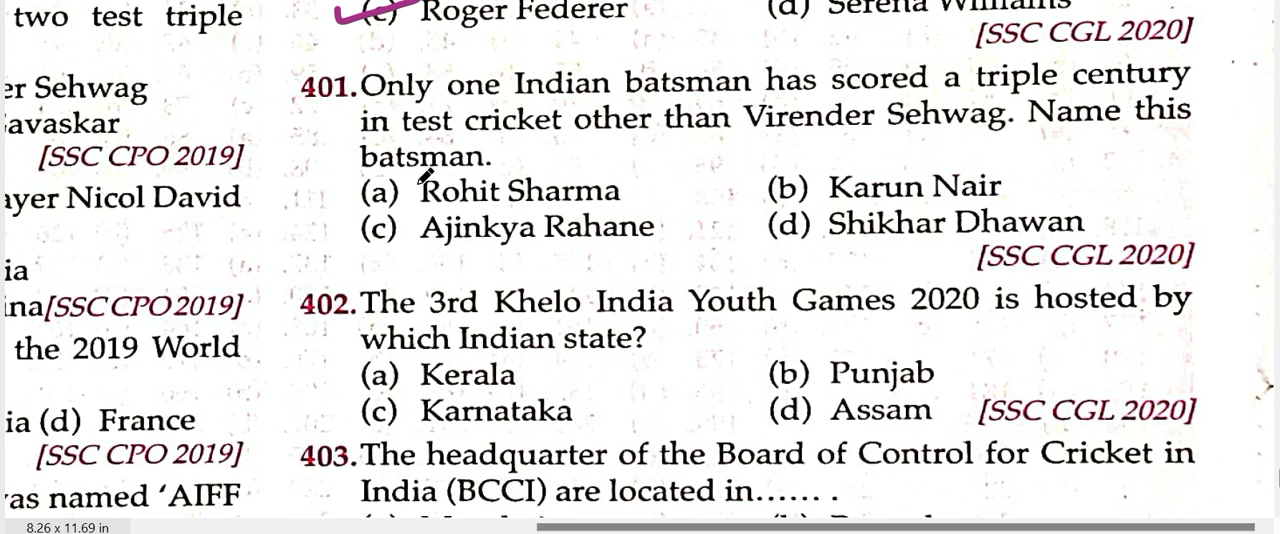 two test triple
er Sehwag
avaskar
[SSC CPO 2019]
yer Nicol David
ia
na[SSC CPO 2019]
the 2019 World
ia (d) France
[SSC CPO 2019]
as named ‘AIFF
(c) Roger Federer (d) Serena Williams
[SSC CGL 2020]
401. Only one Indian batsman has scored a triple century
in test cricket other than Virender Sehwag. Name this
batsman.
(a) Rohit Sharma (b) Karun Nair
(c) Ajinkya Rahane (d) Shikhar Dhawan
[SSC CGL 2020]
402. The 3rd Khelo India Youth Games 2020 is hosted by
which Indian state?
(a) Kerala (b) Punjab
(c) Karnataka (d) Assam [SSC CGL 2020]
403. The headquarter of the Board of Control for Cricket in
India (BCCI) are located in...... .
8.26 x 11.69 in